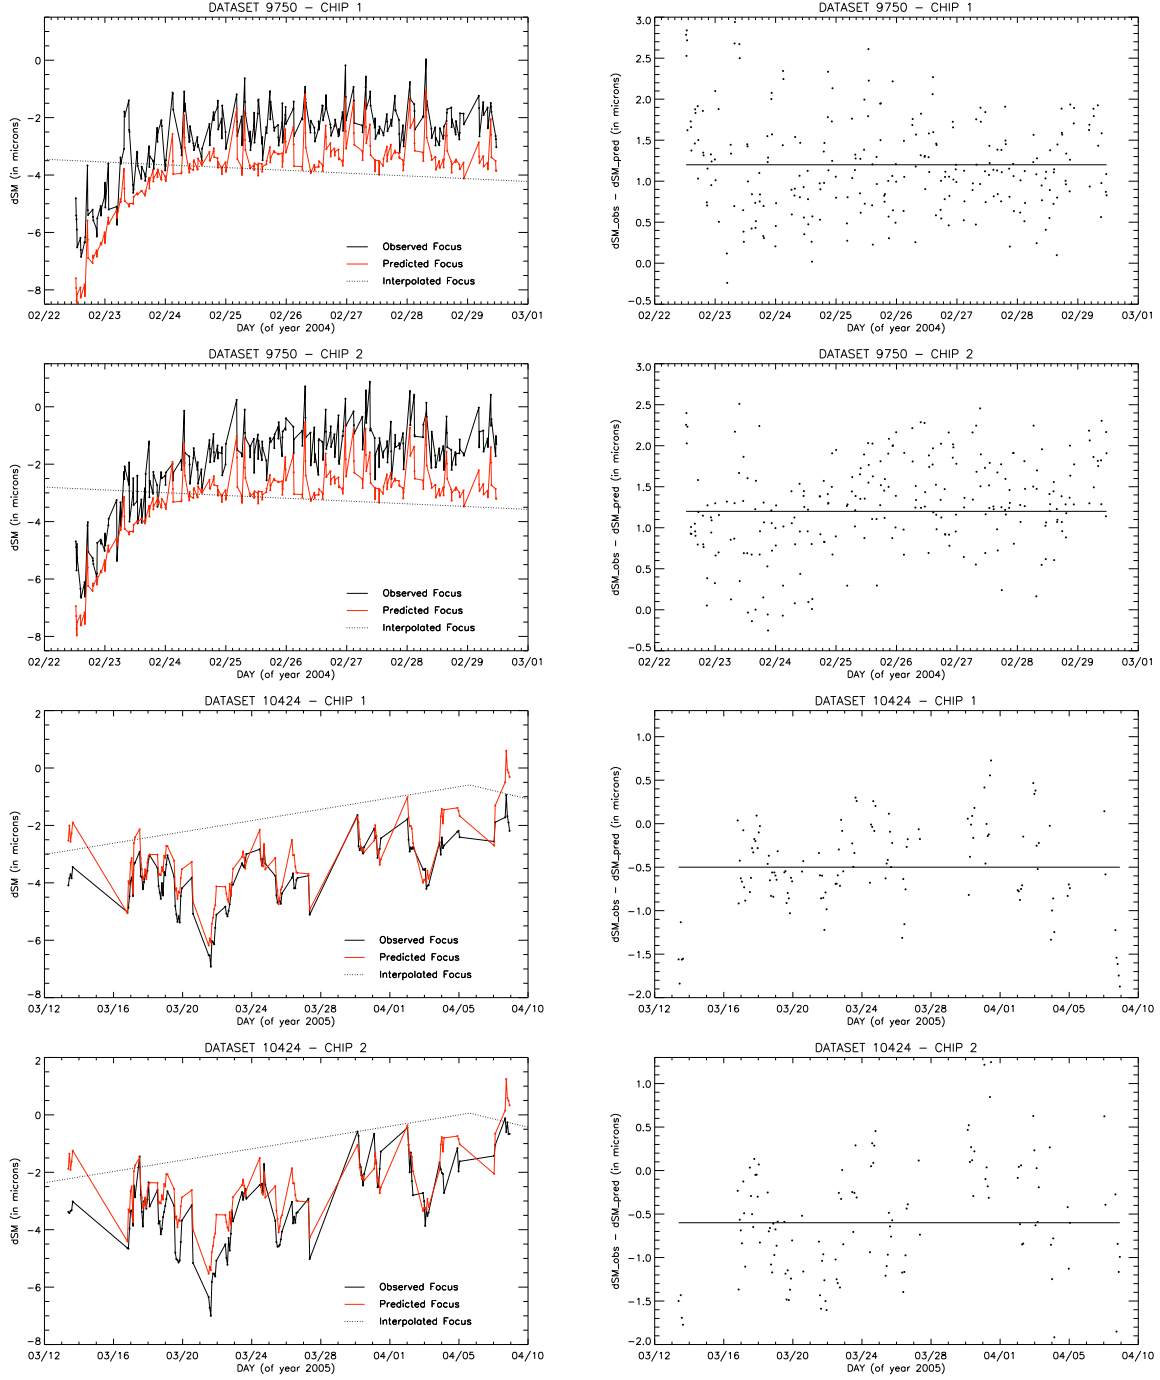 DATASET 9750 − CHIP 1
dSM (in microns)
0
−2
−4
−6
−8
Observed Focus
Predicted Focus
Interpolated Focus
02/22 02/23 02/24 02/25 02/26 02/27 02/28 02/29 03/01
DAY (of year 2004)
DATASET 9750 − CHIP 1
dSM_obs − dSM_pred (in microns)
3.0
2.5
2.0
1.5
1.0
0.5
0.0
−0.5
02/22 02/23 02/24 02/25 02/26 02/27 02/28 02/29 03/01
DAY (of year 2004)
DATASET 9750 − CHIP 2
dSM (in microns)
0
−2
−4
−6
−8
Observed Focus
Predicted Focus
Interpolated Focus
02/22 02/23 02/24 02/25 02/26 02/27 02/28 02/29 03/01
DAY (of year 2004)
DATASET 9750 − CHIP 2
dSM_obs − dSM_pred (in microns)
3.0
2.5
2.0
1.5
1.0
0.5
0.0
−0.5
02/22 02/23 02/24 02/25 02/26 02/27 02/28 02/29 03/01
DAY (of year 2004)
DATASET 10424 − CHIP 1
dSM (in microns)
2
0
−2
−4
−6
−8
Observed Focus
Predicted Focus
Interpolated Focus
03/12 03/16 03/20 03/24 03/28 04/01 04/05 04/10
DAY (of year 2005)
DATASET 10424 − CHIP 1
dSM_obs − dSM_pred (in microns)
1.0
0.5
0.0
−0.5
−1.0
−1.5
−2.0
03/12 03/16 03/20 03/24 03/28 04/01 04/05 04/10
DAY (of year 2005)
DATASET 10424 − CHIP 2
dSM (in microns)
2
0
−2
−4
−6
−8
Observed Focus
Predicted Focus
Interpolated Focus
03/12 03/16 03/20 03/24 03/28 04/01 04/05 04/10
DAY (of year 2005)
DATASET 10424 − CHIP 2
dSM_obs − dSM_pred (in microns)
1.0
0.5
0.0
−0.5
−1.0
−1.5
−2.0
03/12 03/16 03/20 03/24 03/28 04/01 04/05 04/10
DAY (of year 2005)